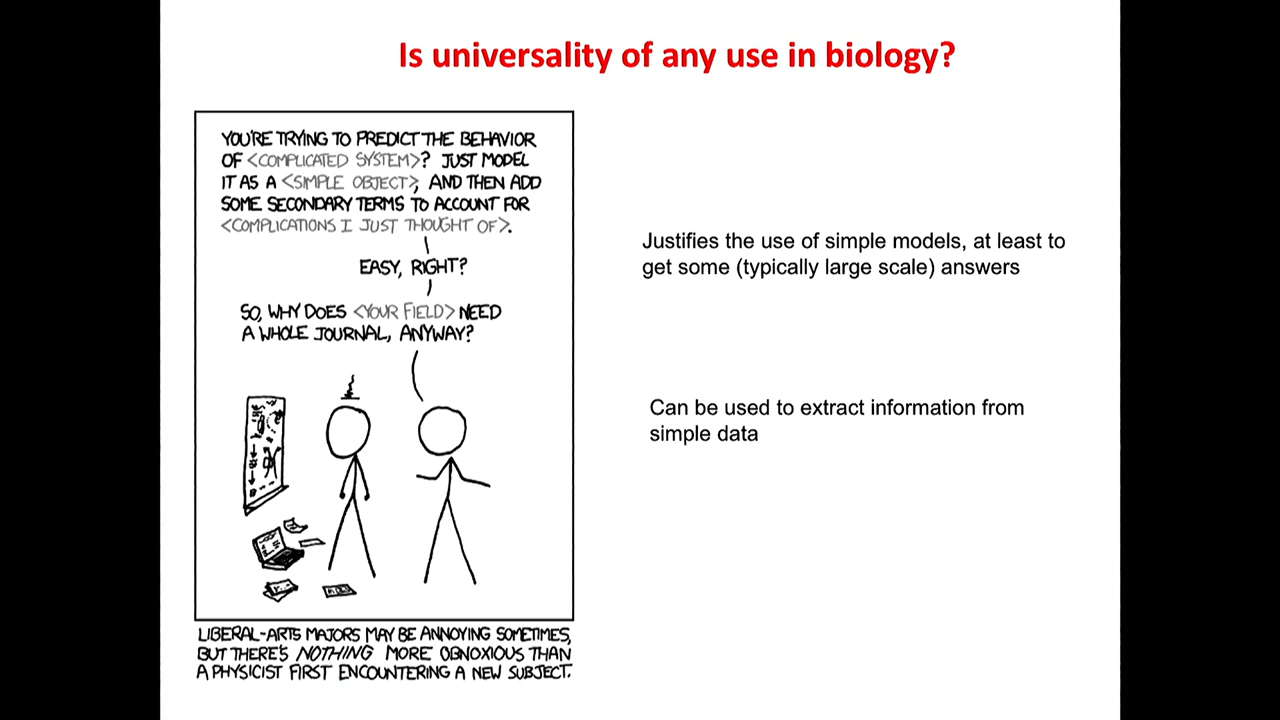 Is universality of any use in biology?
YOU'RE TRYING TO PREDICT THE BEHAVIOR
OF <COMPLICATED SYSTEM>? JUST MODEL
IT AS A <SIMPLE OBJECT>, AND THEN ADD
SOME SECONDARY TERMS TO ACCOUNT FOR
<COMPLICATIONS I JUST THOUGHT OF>.
EASY, RIGHT?
SO, WHY DOES <YOUR FIELD> NEED
A WHOLE JOURNAL, ANYWAY?
LIBERAL-ARTS MAJORS MAY BE ANNOYING SOMETIMES,
BUT THERE'S NOTHING MORE OBNOXIOUS THAN
A PHYSICIST FIRST ENCOUNTERING A NEW SUBJECT.
Justifies the use of simple models, at least to
get some (typically large scale) answers
Can be used to extract information from
simple data